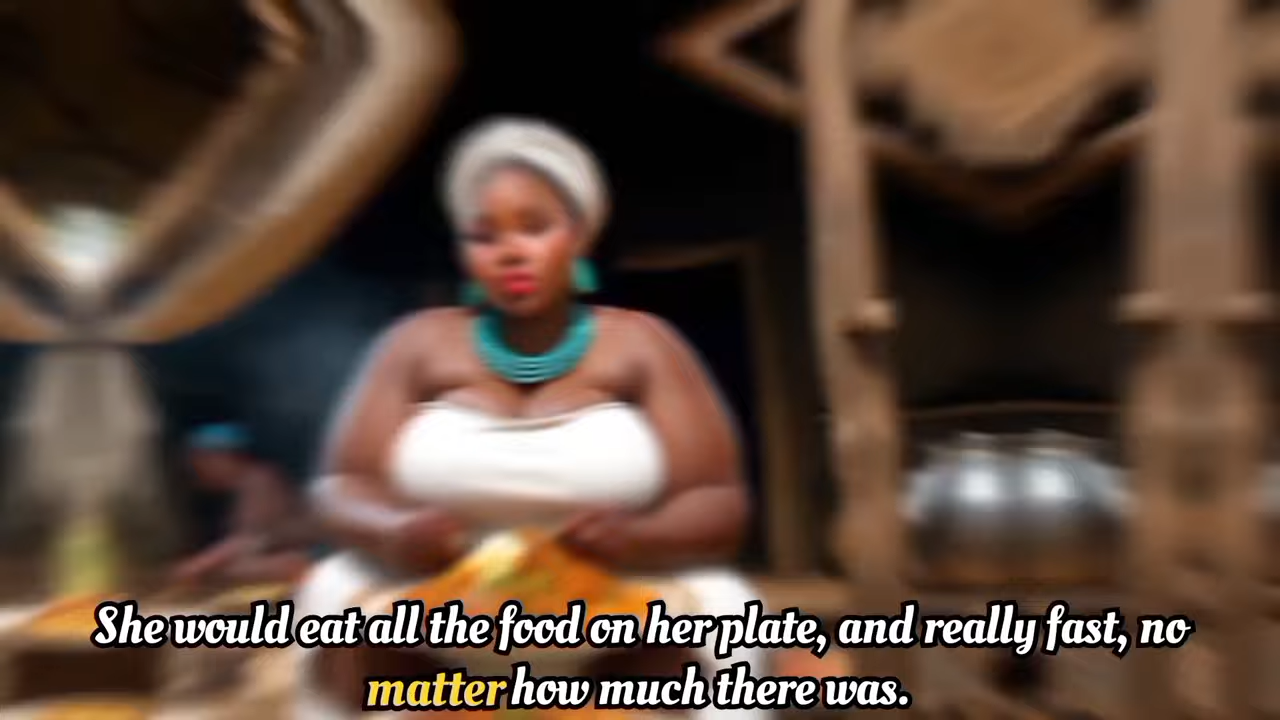 She would eat all the food on her plate, and really fast, no
matter how much there was.